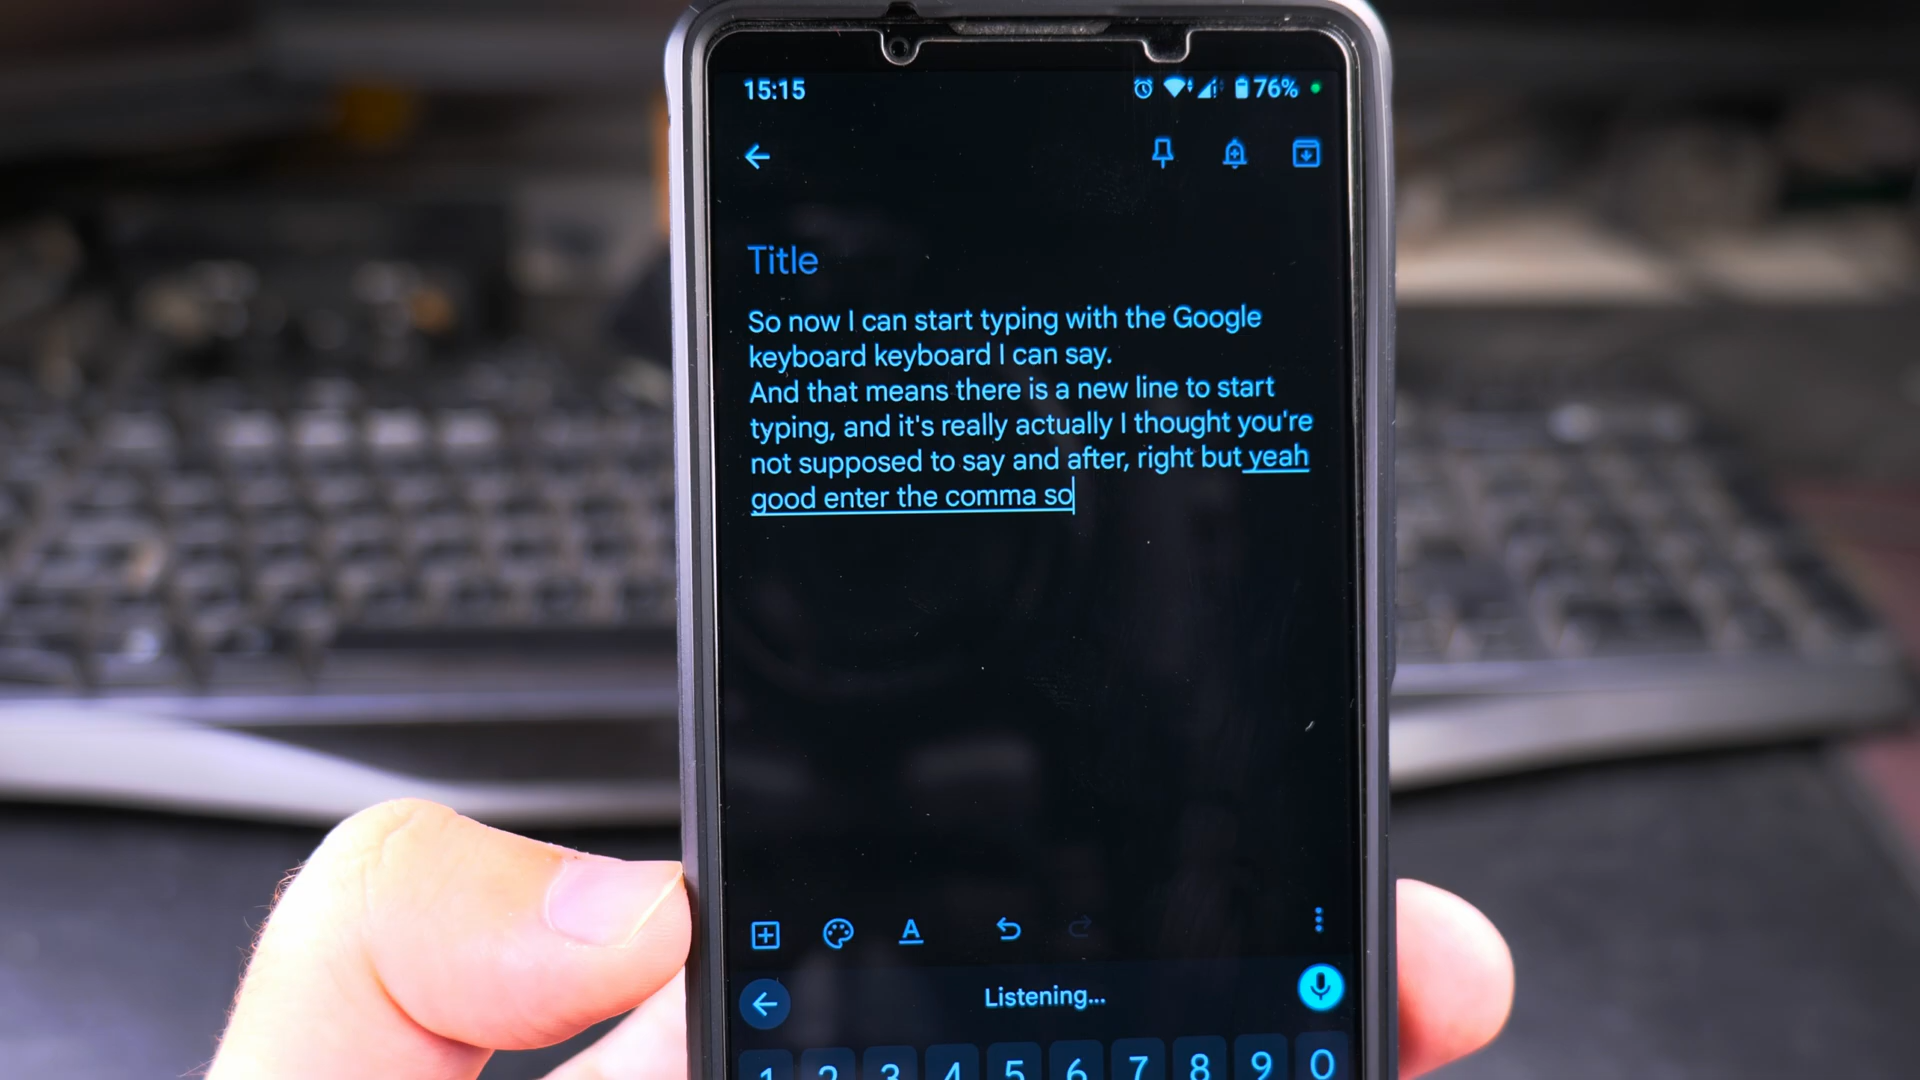 15:15 76%
Title
So now I can start typing with the Google
keyboard keyboard I can say.
And that means there is a new line to start
typing, and it's really actually I thought you're
not supposed to say and after, right but yeah
good enter the comma so
A
Listening...
1 2 3 4 5 6 7 8 9 0